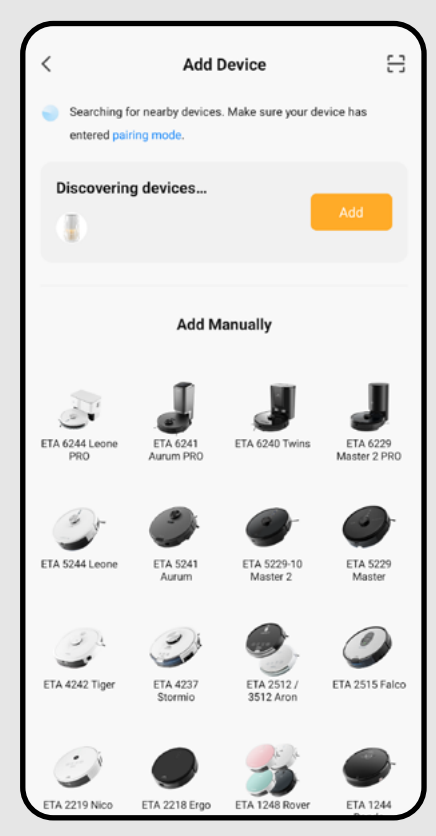 Add Device
Searching for nearby devices. Make sure your device has
entered pairing mode.
Discovering devices...
Add
Add Manually
ETA 6244 Leone
PRO
ETA 6241
Aurum PRO
ETA 6240 Twins
ETA 6229
Master 2 PRO
ETA 5244 Leone
ETA 5241
Aurum
ETA 5229-10
Master 2
ETA 5229
Master
ETA 4242 Tiger
ETA 4237
Stormio
ETA 2512 /
3512 Aron
ETA 2515 Falco
ETA 2219 Nico
ETA 2218 Ergo
ETA 1248 Rover
ETA 1244